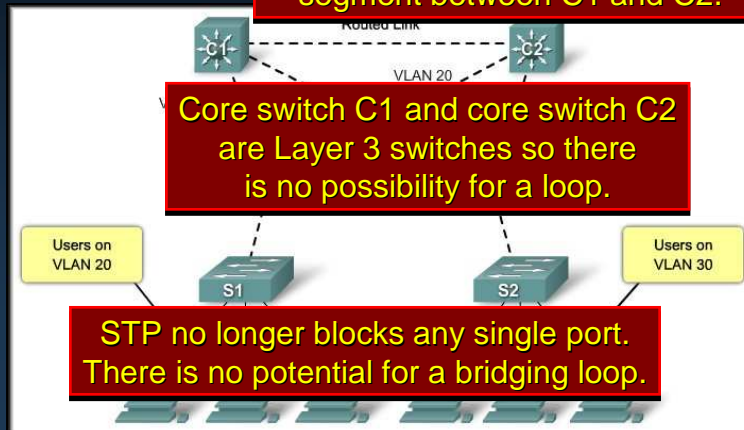 segment between C1 and C2.
Routed Link
C1
C2
VLAN 20
V
Core switch C1 and core switch C2
are Layer 3 switches so there
is no possibility for a loop.
Users on
VLAN 20
Users on
VLAN 30
S1
S2
STP no longer blocks any single port.
There is no potential for a bridging loop.